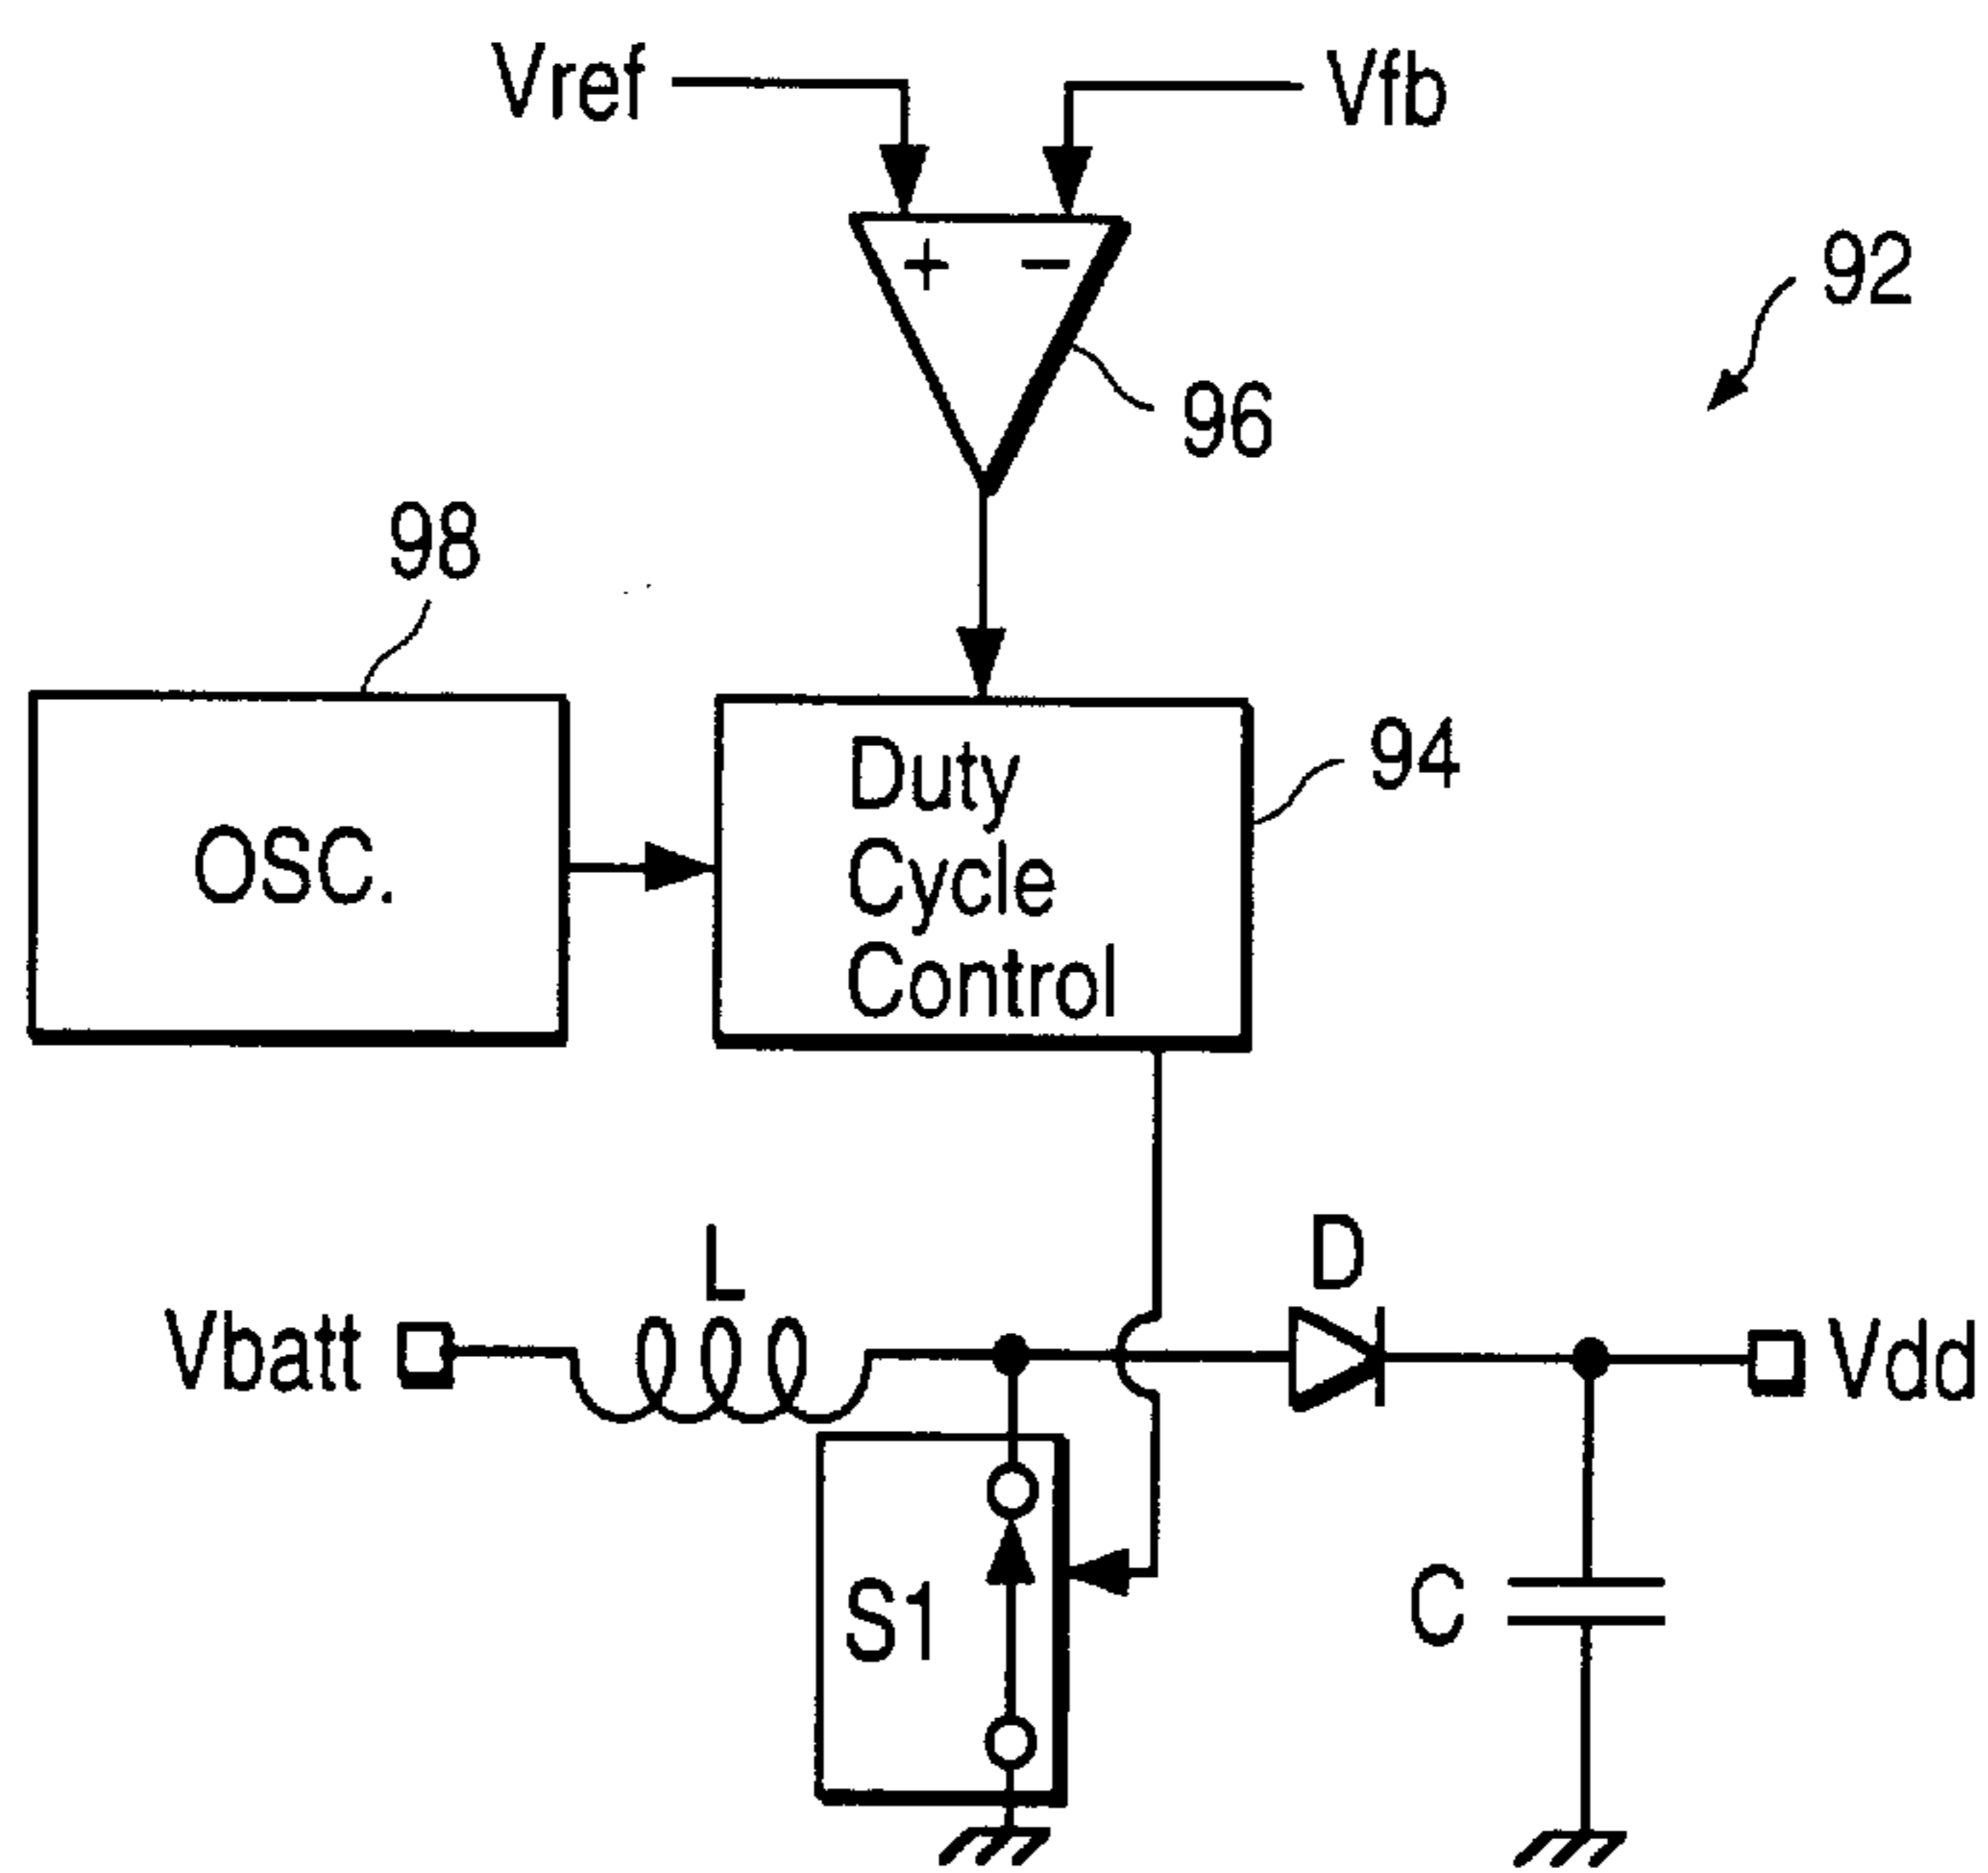 Vref
Vfb
92
96
98
94
OSC.
Duty
Cycle
Control
L
D
Vbatt
Vdd
S1
C
+
−